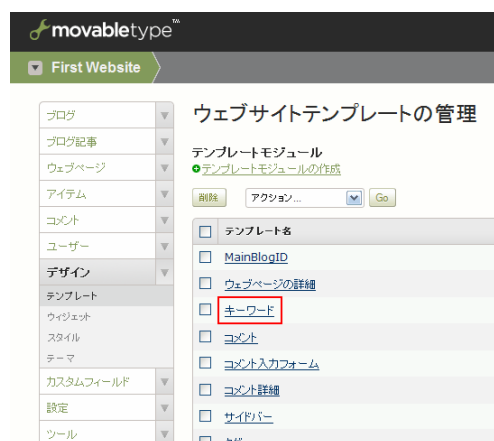 movabletype™
First Website
ブログ
ブログ記事
ウェブページ
アイテム
コメント
ユーザー
デザイン
テンプレート
ウィジェット
スタイル
テーマ
カスタムフィールド
設定
ツール
ウェブサイトテンプレートの管理
テンプレートモジュール
テンプレートモジュールの作成
削除 アクション... Go
テンプレート名
MainBlogID
ウェブページの詳細
キーワード
コメント
コメント入力フォーム
コメント詳細
サイドバー